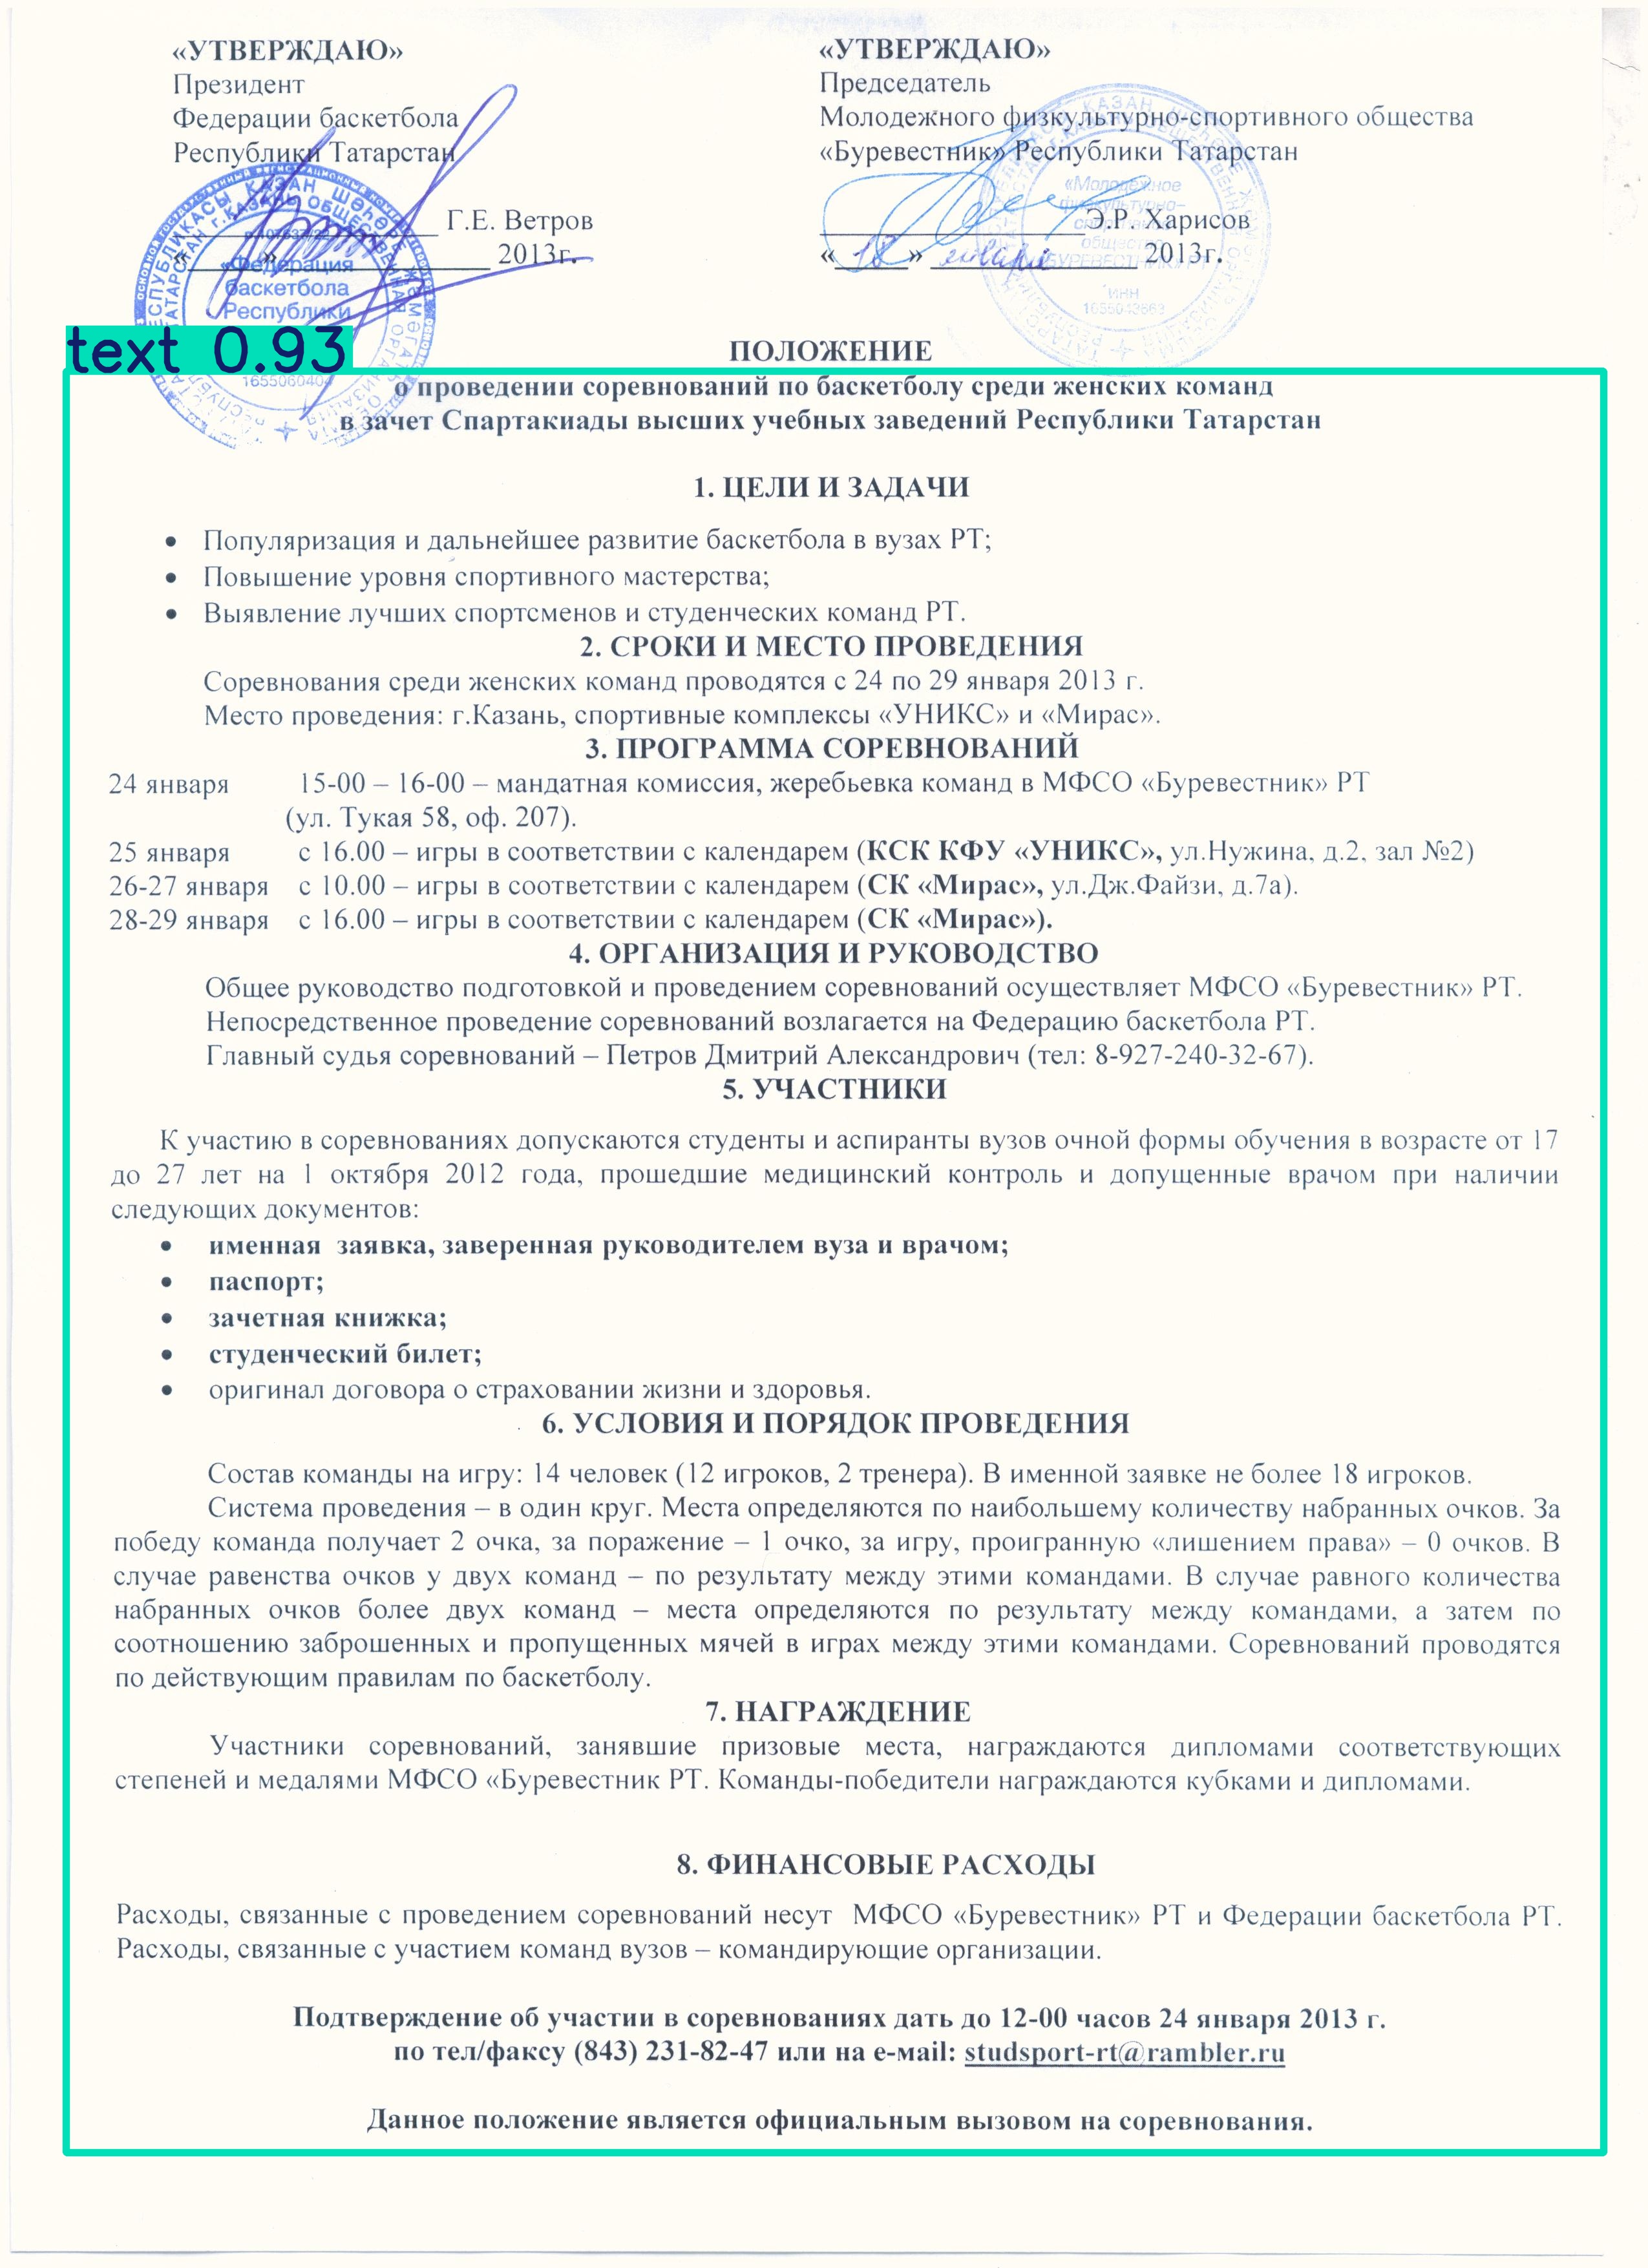 «УТВЕРЖДАЮ»
Президент
Федерации баскетбола
Республики Татарстан
Г.Е. Ветров
«____»______________ 2013г.
«УТВЕРЖДАЮ»
Председатель
Молодежного физкультурно-спортивного общества
«Буревестник» Республики Татарстан
Э.Р. Харисов
« 18 » января 2013г.
«Федерация
баскетбола
Республики
1655060404
«Молодежное
физкультурно-
спортивное
общество
БУРЕВЕСТНИК» РТ
ИНН
text 0.93
ПОЛОЖЕНИЕ
о проведении соревнований по баскетболу среди женских команд
в зачет Спартакиады высших учебных заведений Республики Татарстан
1. ЦЕЛИ И ЗАДАЧИ
• Популяризация и дальнейшее развитие баскетбола в вузах РТ;
• Повышение уровня спортивного мастерства;
• Выявление лучших спортсменов и студенческих команд РТ.
2. СРОКИ И МЕСТО ПРОВЕДЕНИЯ
Соревнования среди женских команд проводятся с 24 по 29 января 2013 г.
Место проведения: г.Казань, спортивные комплексы «УНИКС» и «Мирас».
3. ПРОГРАММА СОРЕВНОВАНИЙ
24 января 15-00 – 16-00 – мандатная комиссия, жеребьевка команд в МФСО «Буревестник» РТ
(ул. Тукая 58, оф. 207).
25 января с 16.00 – игры в соответствии с календарем (КСК КФУ «УНИКС», ул.Нужина, д.2, зал №2)
26-27 января с 10.00 – игры в соответствии с календарем (СК «Мирас», ул.Дж.Файзи, д.7а).
28-29 января с 16.00 – игры в соответствии с календарем (СК «Мирас»).
4. ОРГАНИЗАЦИЯ И РУКОВОДСТВО
Общее руководство подготовкой и проведением соревнований осуществляет МФСО «Буревестник» РТ.
Непосредственное проведение соревнований возлагается на Федерацию баскетбола РТ.
Главный судья соревнований – Петров Дмитрий Александрович (тел: 8-927-240-32-67).
5. УЧАСТНИКИ
К участию в соревнованиях допускаются студенты и аспиранты вузов очной формы обучения в возрасте от 17
до 27 лет на 1 октября 2012 года, прошедшие медицинский контроль и допущенные врачом при наличии
следующих документов:
• именная заявка, заверенная руководителем вуза и врачом;
• паспорт;
• зачетная книжка;
• студенческий билет;
• оригинал договора о страховании жизни и здоровья.
6. УСЛОВИЯ И ПОРЯДОК ПРОВЕДЕНИЯ
Состав команды на игру: 14 человек (12 игроков, 2 тренера). В именной заявке не более 18 игроков.
Система проведения – в один круг. Места определяются по наибольшему количеству набранных очков. За
победу команда получает 2 очка, за поражение – 1 очко, за игру, проигранную «лишением права» – 0 очков. В
случае равенства очков у двух команд – по результату между этими командами. В случае равного количества
набранных очков более двух команд – места определяются по результату между командами, а затем по
соотношению заброшенных и пропущенных мячей в играх между этими командами. Соревнований проводятся
по действующим правилам по баскетболу.
7. НАГРАЖДЕНИЕ
Участники соревнований, занявшие призовые места, награждаются дипломами соответствующих
степеней и медалями МФСО «Буревестник РТ. Команды-победители награждаются кубками и дипломами.
8. ФИНАНСОВЫЕ РАСХОДЫ
Расходы, связанные с проведением соревнований несут МФСО «Буревестник» РТ и Федерации баскетбола РТ.
Расходы, связанные с участием команд вузов – командирующие организации.
Подтверждение об участии в соревнованиях дать до 12-00 часов 24 января 2013 г.
по тел/факсу (843) 231-82-47 или на е-маil: studsport-rt@rambler.ru
Данное положение является официальным вызовом на соревнования.